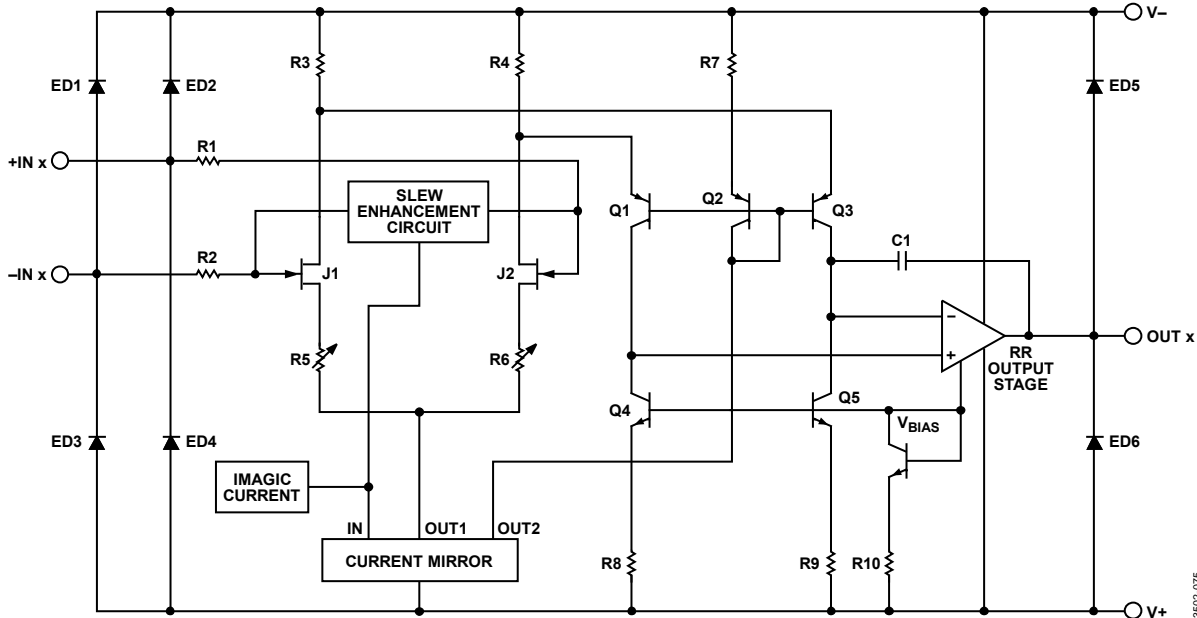 V–
R3
R4
R7
ED1
ED2
ED5
+IN x
R1
SLEW
ENHANCEMENT
CIRCUIT
Q1
Q2
Q3
C1
–IN x
R2
J1
J2
–
+
OUT x
RR
OUTPUT
STAGE
R5
R6
Q4
Q5
VBIAS
ED3
ED4
ED6
IMAGIC
CURRENT
IN
OUT1
OUT2
CURRENT MIRROR
R8
R9
R10
V+